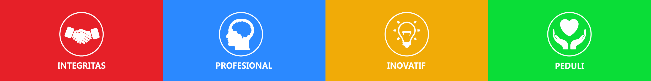 INTEGRITAS
PROFESIONAL
INOVATIF
PEDULI